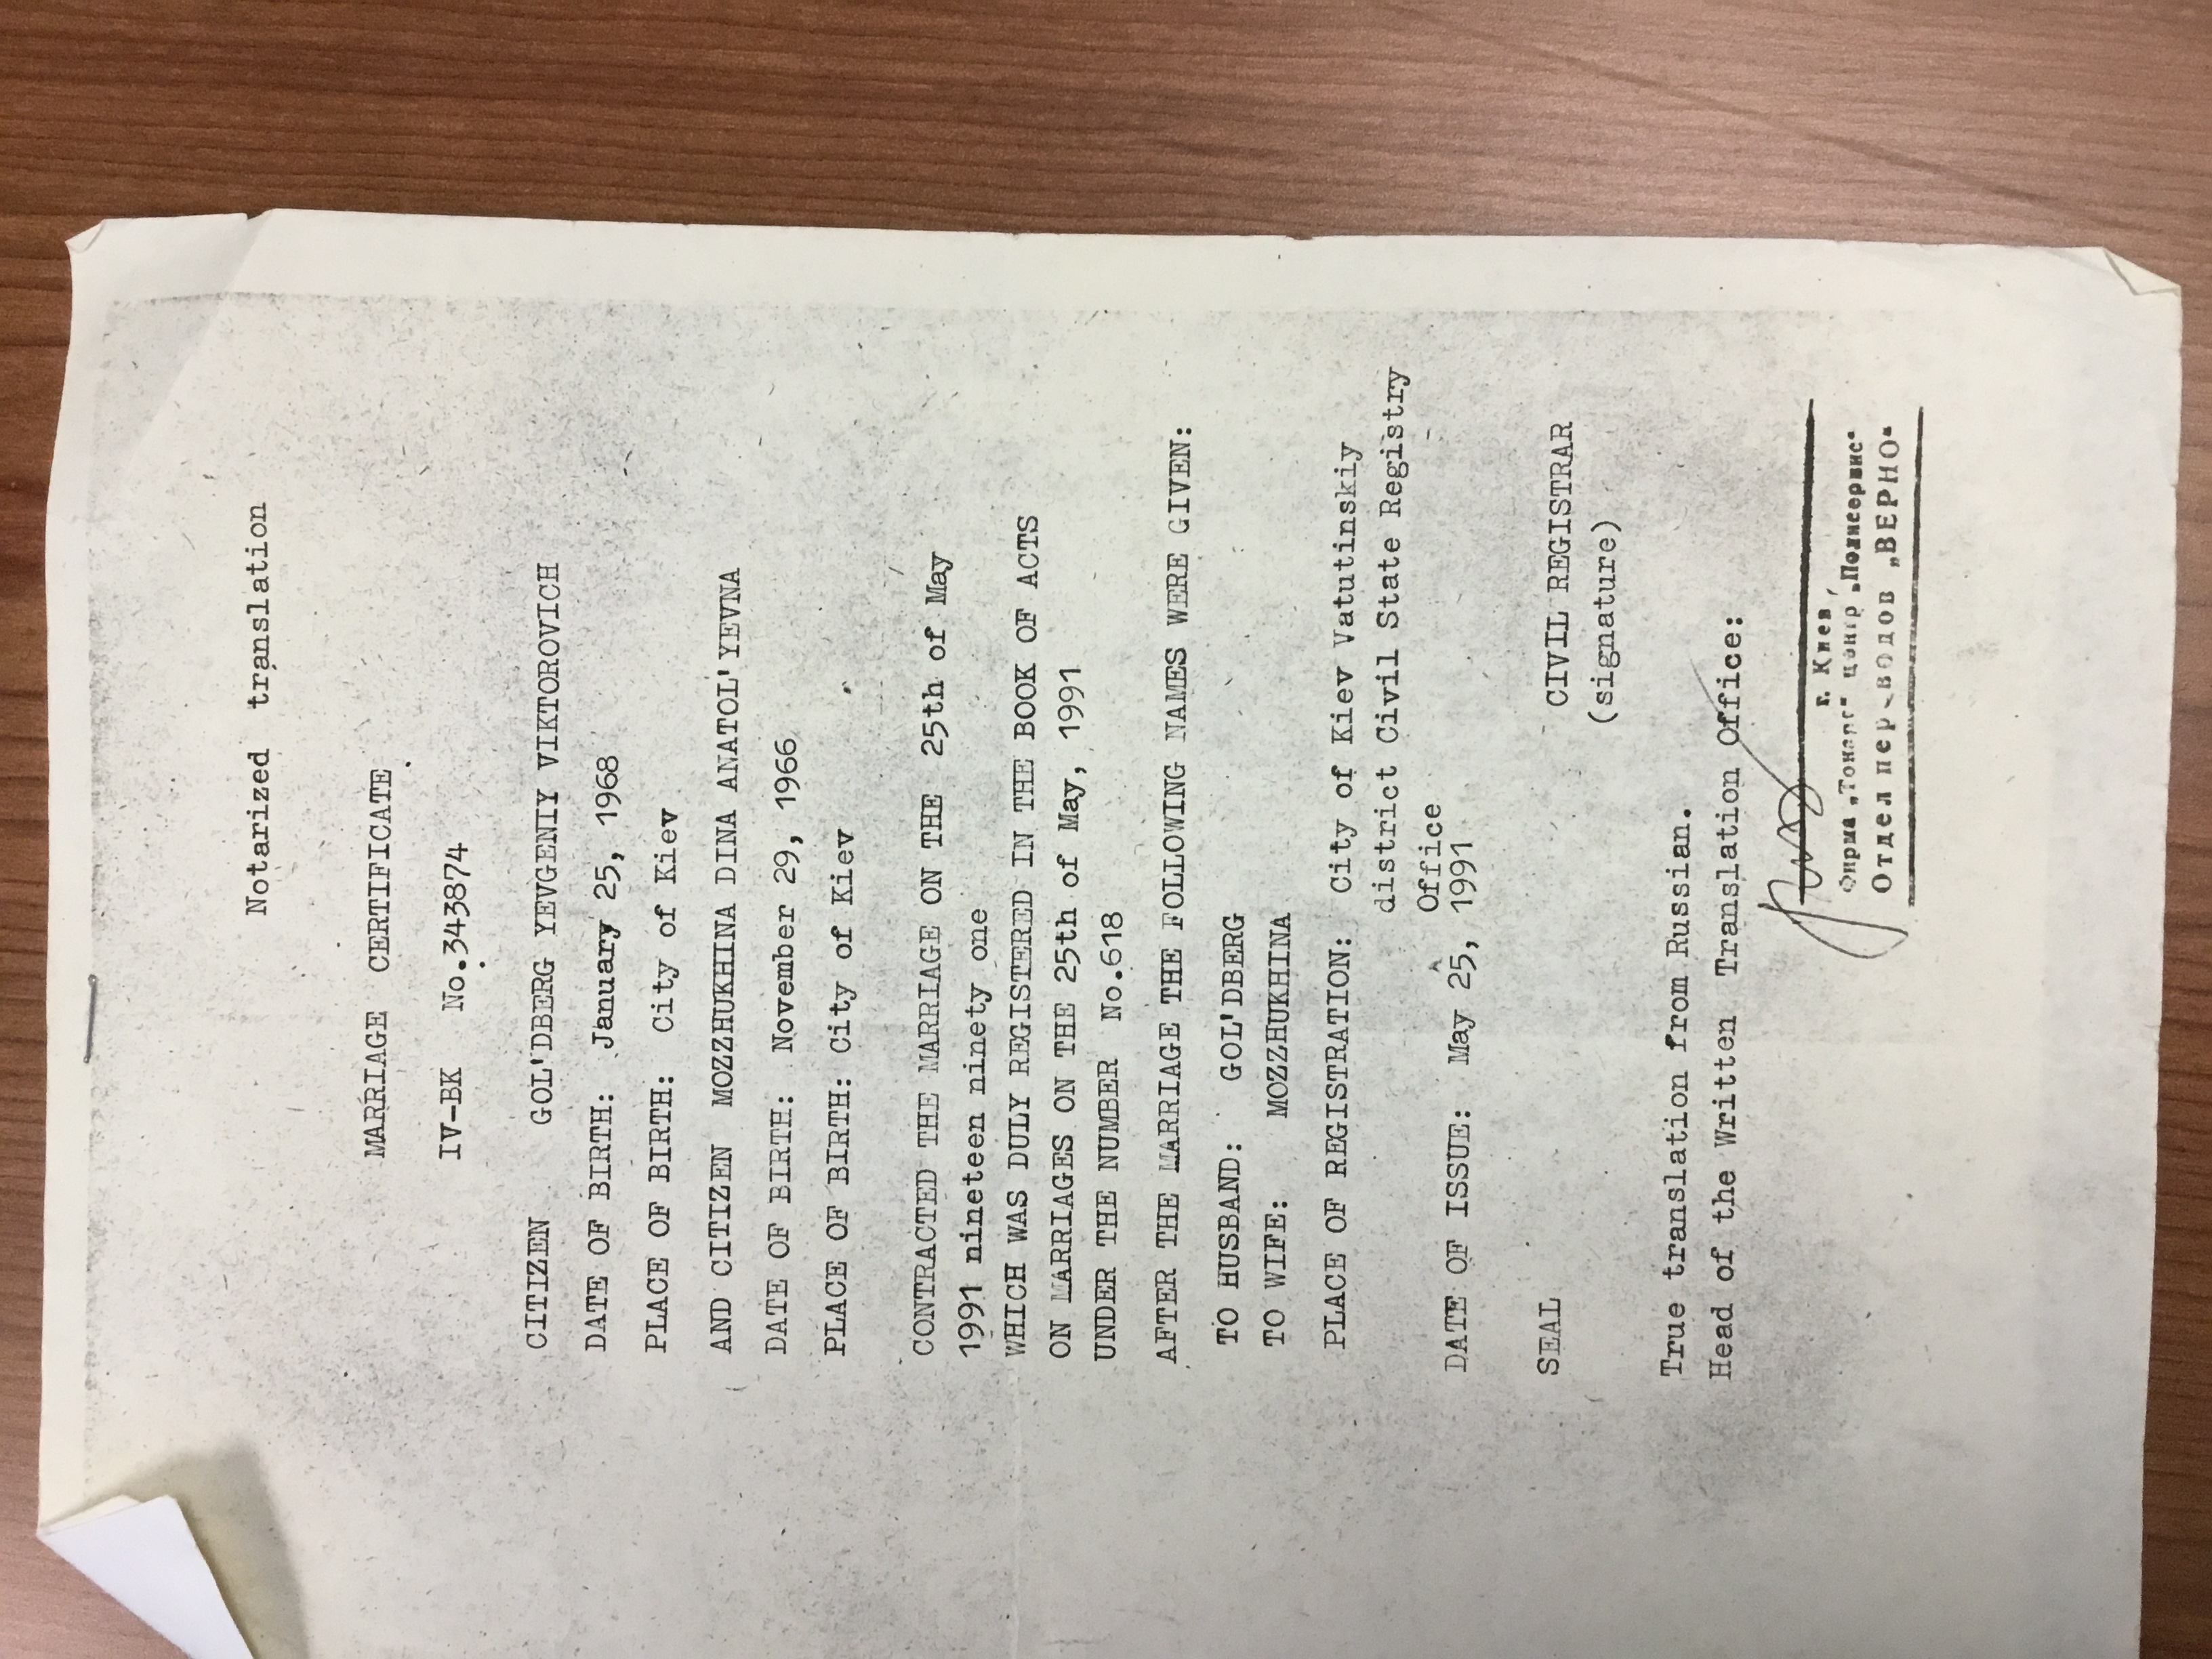 Notarized translation
MARRIAGE CERTIFICATE
IV-BK No.343874
CITIZEN GOL'DBERG YEVGENIY VIKTOROVICH
DATE OF BIRTH: January 25, 1968
PLACE OF BIRTH: City of Kiev
AND CITIZEN MOZZHUKHINA DINA ANATOL'YEVNA
DATE OF BIRTH: November 29, 1966
PLACE OF BIRTH: City of Kiev
CONTRACTED THE MARRIAGE ON THE 25th of May
1991 nineteen ninety one
WHICH WAS DULY REGISTERED IN THE BOOK OF ACTS
ON MARRIAGES ON THE 25th of May, 1991
UNDER THE NUMBER No.618
AFTER THE MARRIAGE THE FOLLOWING NAMES WERE GIVEN:
TO HUSBAND: GOL'DBERG
TO WIFE: MOZZHUKHINA
PLACE OF REGISTRATION: City of Kiev Vatutinskiy
district Civil State Registry
Office
DATE OF ISSUE: May 25, 1991
CIVIL REGISTRAR
SEAL (signature)
True translation from Russian.
Head of the Written Translation Office:
г. Киев,
Фирма „Тонар" центр „Полисервис"
Отдел переводов „ВЕРНО"